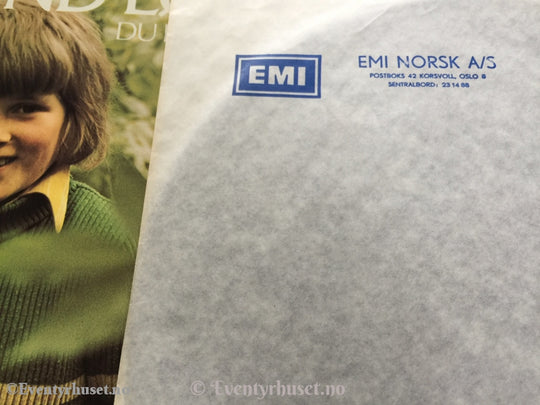 DU
EMI
EMI NORSK A/S
POSTBOKS 42 KORSVOLL, OSLO 8
SENTRALBORD: 23 14 88
©Eventyrhuset.no
© Eventyrhuset.no